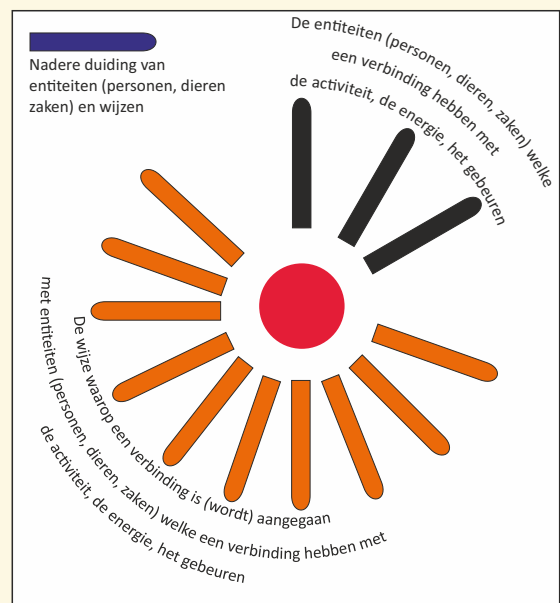 Nadere duiding van
entiteiten (personen, dieren
zaken) en wijzen
De entiteiten (personen, dieren, zaken) welke
een verbinding hebben met
de activiteit, de energie, het gebeuren
De wijze waarop een verbinding is (wordt) aangegaan
met entiteiten (personen, dieren, zaken) welke een verbinding hebben met
de activiteit, de energie, het gebeuren